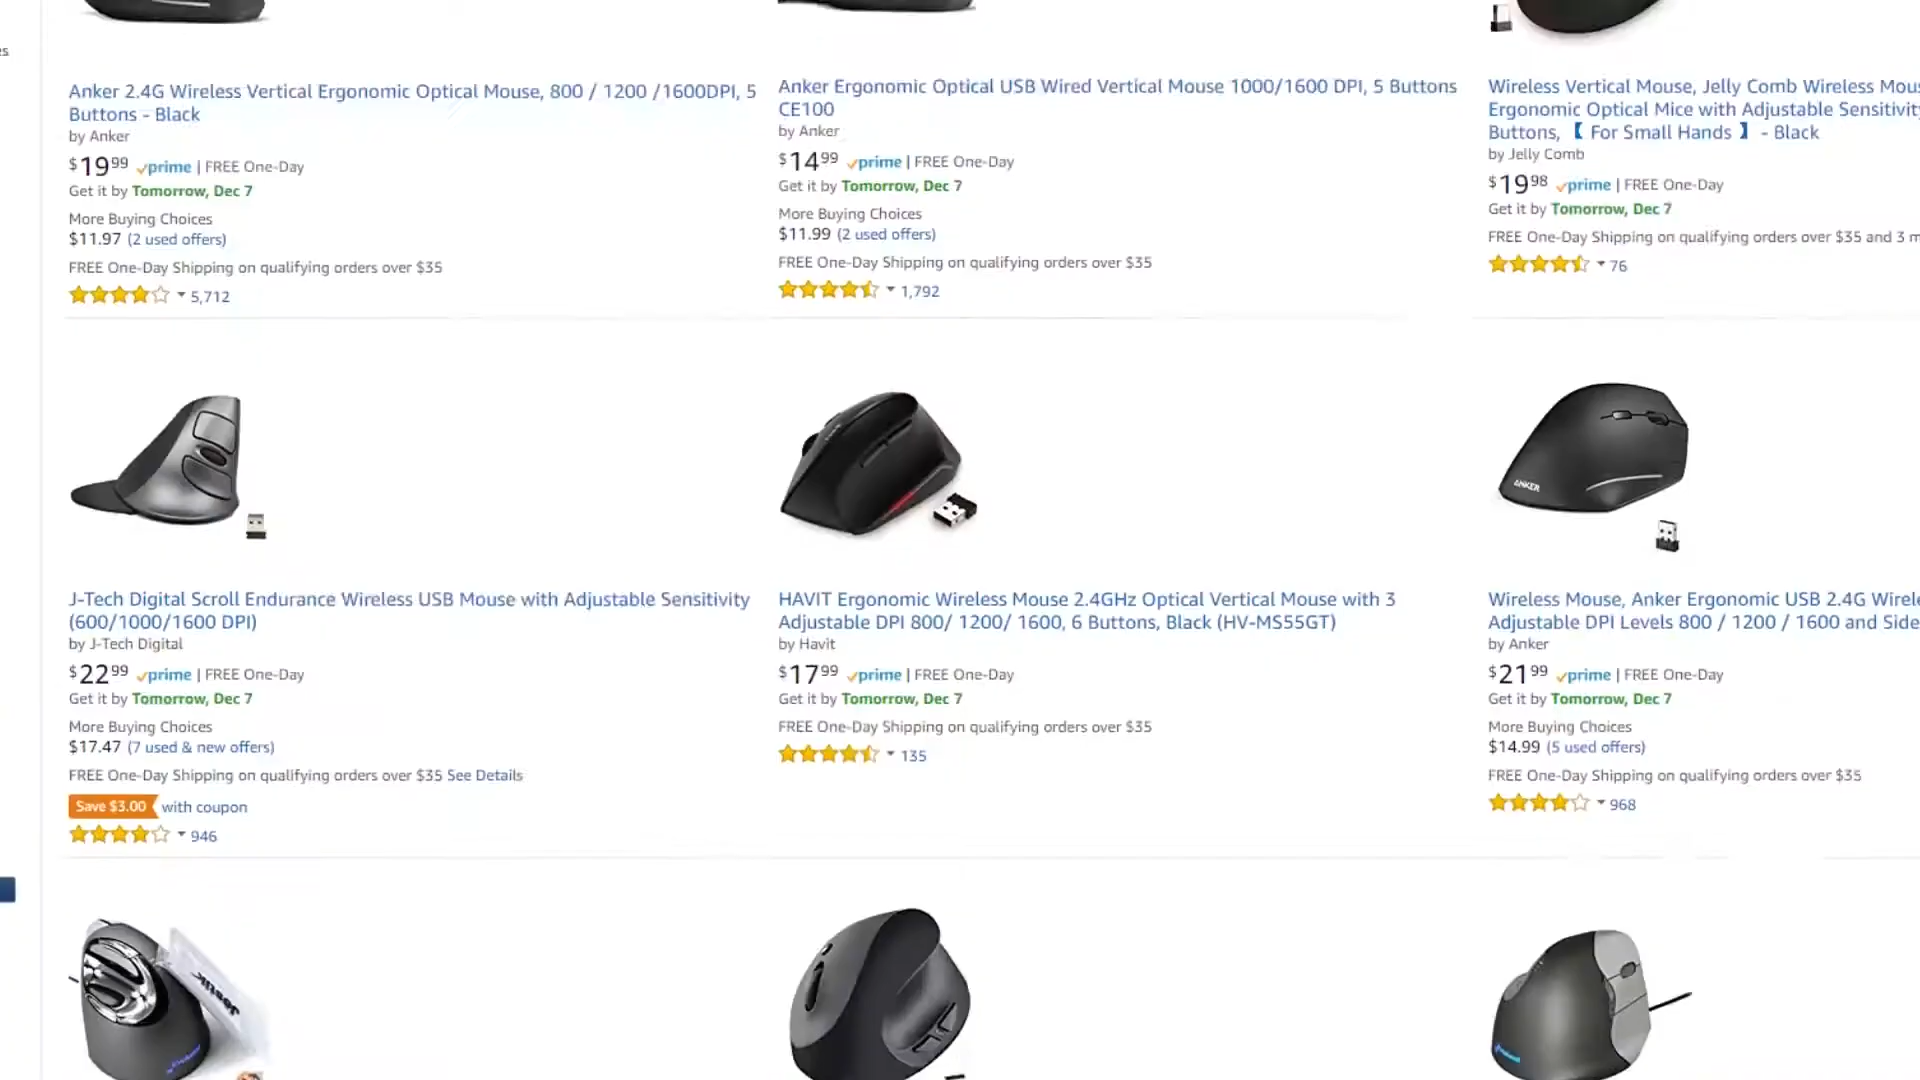 es
Anker 2.4G Wireless Vertical Ergonomic Optical Mouse, 800 / 1200 /1600DPI, 5
Buttons - Black
by Anker
$19 99 prime | FREE One-Day
Get it by Tomorrow, Dec 7
More Buying Choices
$11.97 (2 used offers)
FREE One-Day Shipping on qualifying orders over $35
5,712
Anker Ergonomic Optical USB Wired Vertical Mouse 1000/1600 DPI, 5 Buttons
CE100
by Anker
$14 99 prime | FREE One-Day
Get it by Tomorrow, Dec 7
More Buying Choices
$11.99 (2 used offers)
FREE One-Day Shipping on qualifying orders over $35
1,792
Wireless Vertical Mouse, Jelly Comb Wireless Mous
Ergonomic Optical Mice with Adjustable Sensitivity
Buttons, 【 For Small Hands 】 - Black
by Jelly Comb
$19 98 prime | FREE One-Day
Get it by Tomorrow, Dec 7
FREE One-Day Shipping on qualifying orders over $35 and 3 m
76
J-Tech Digital Scroll Endurance Wireless USB Mouse with Adjustable Sensitivity
(600/1000/1600 DPI)
by J-Tech Digital
$22 99 prime | FREE One-Day
Get it by Tomorrow, Dec 7
More Buying Choices
$17.47 (7 used & new offers)
FREE One-Day Shipping on qualifying orders over $35 See Details
Save $3.00 with coupon
946
HAVIT Ergonomic Wireless Mouse 2.4GHz Optical Vertical Mouse with 3
Adjustable DPI 800/ 1200/ 1600, 6 Buttons, Black (HV-MS55GT)
by Havit
$17 99 prime | FREE One-Day
Get it by Tomorrow, Dec 7
FREE One-Day Shipping on qualifying orders over $35
135
ANKER
Wireless Mouse, Anker Ergonomic USB 2.4G Wirele
Adjustable DPI Levels 800 / 1200 / 1600 and Side
by Anker
$21 99 prime | FREE One-Day
Get it by Tomorrow, Dec 7
More Buying Choices
$14.99 (5 used offers)
FREE One-Day Shipping on qualifying orders over $35
968